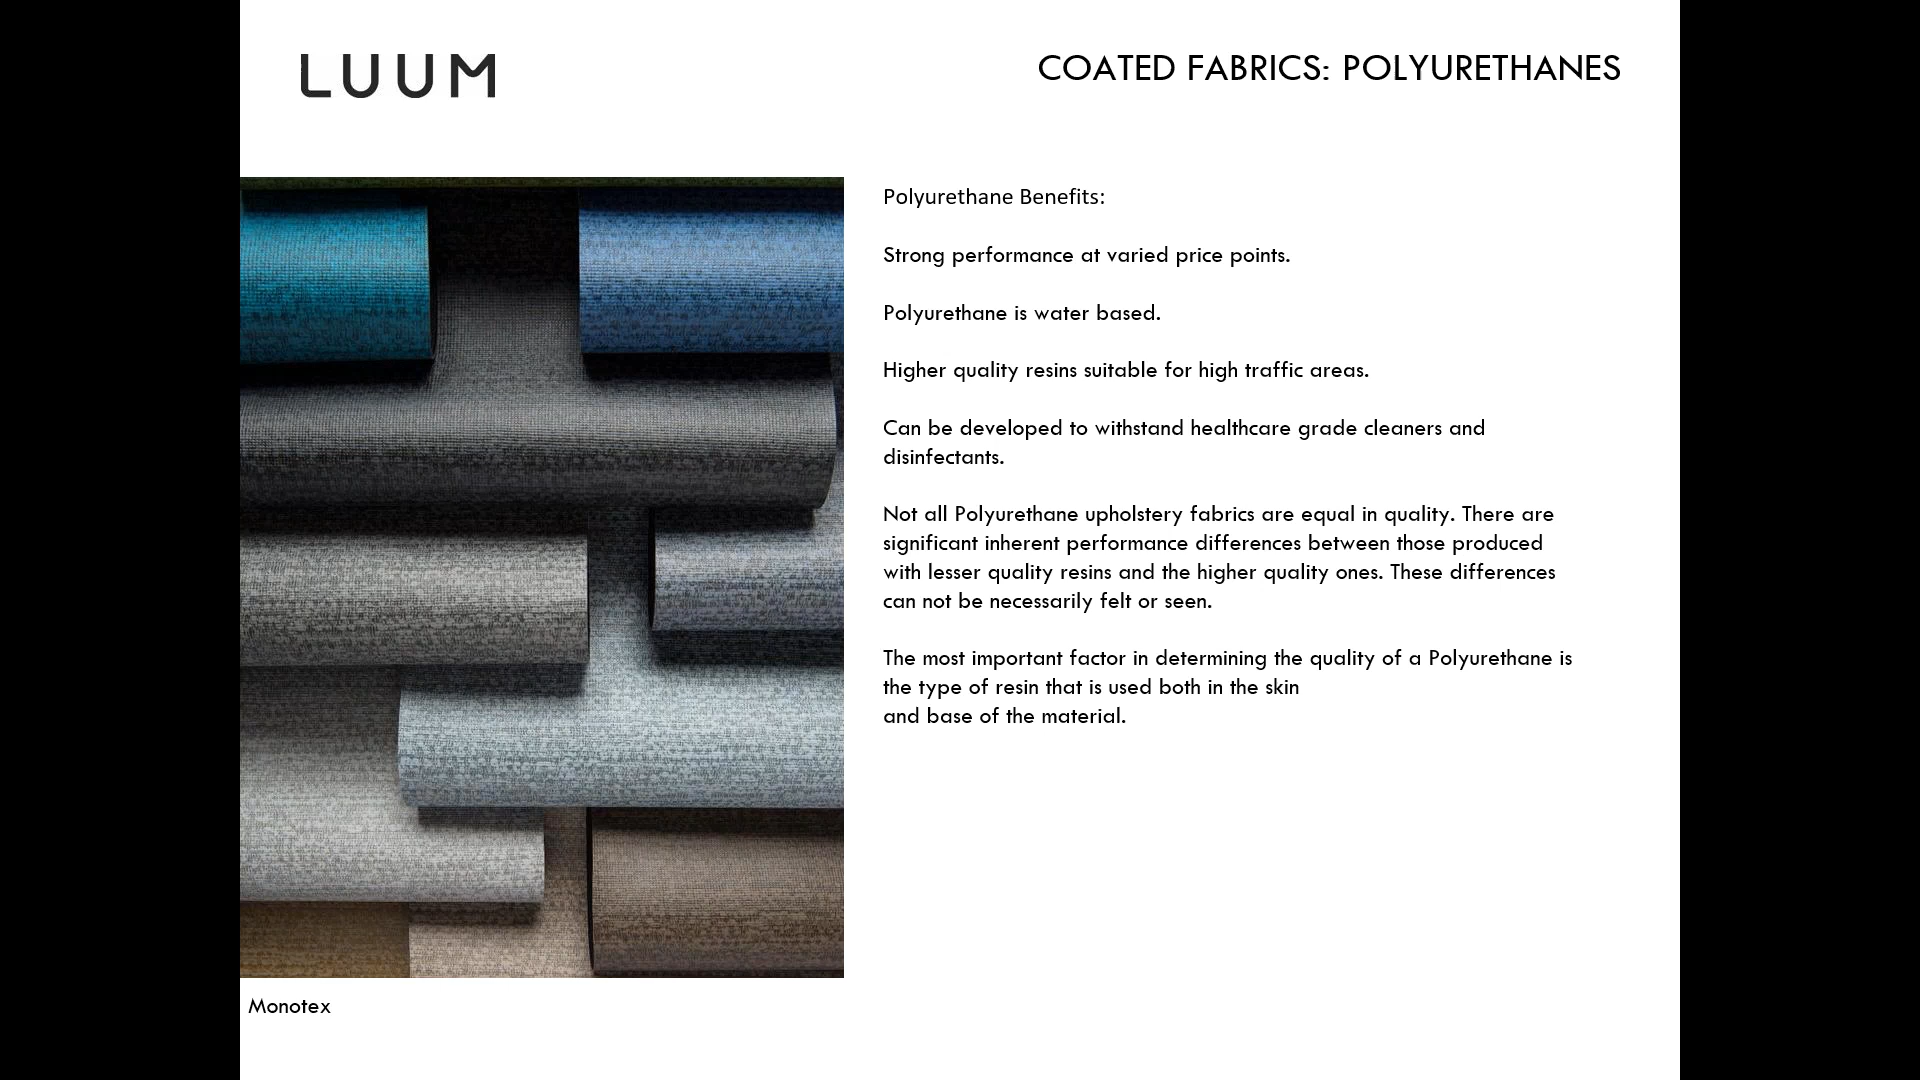 LUUM
COATED FABRICS: POLYURETHANES
Polyurethane Benefits:
Strong performance at varied price points.
Polyurethane is water based.
Higher quality resins suitable for high traffic areas.
Can be developed to withstand healthcare grade cleaners and
disinfectants.
Not all Polyurethane upholstery fabrics are equal in quality. There are
significant inherent performance differences between those produced
with lesser quality resins and the higher quality ones. These differences
can not be necessarily felt or seen.
The most important factor in determining the quality of a Polyurethane is
the type of resin that is used both in the skin
and base of the material.
Monotex